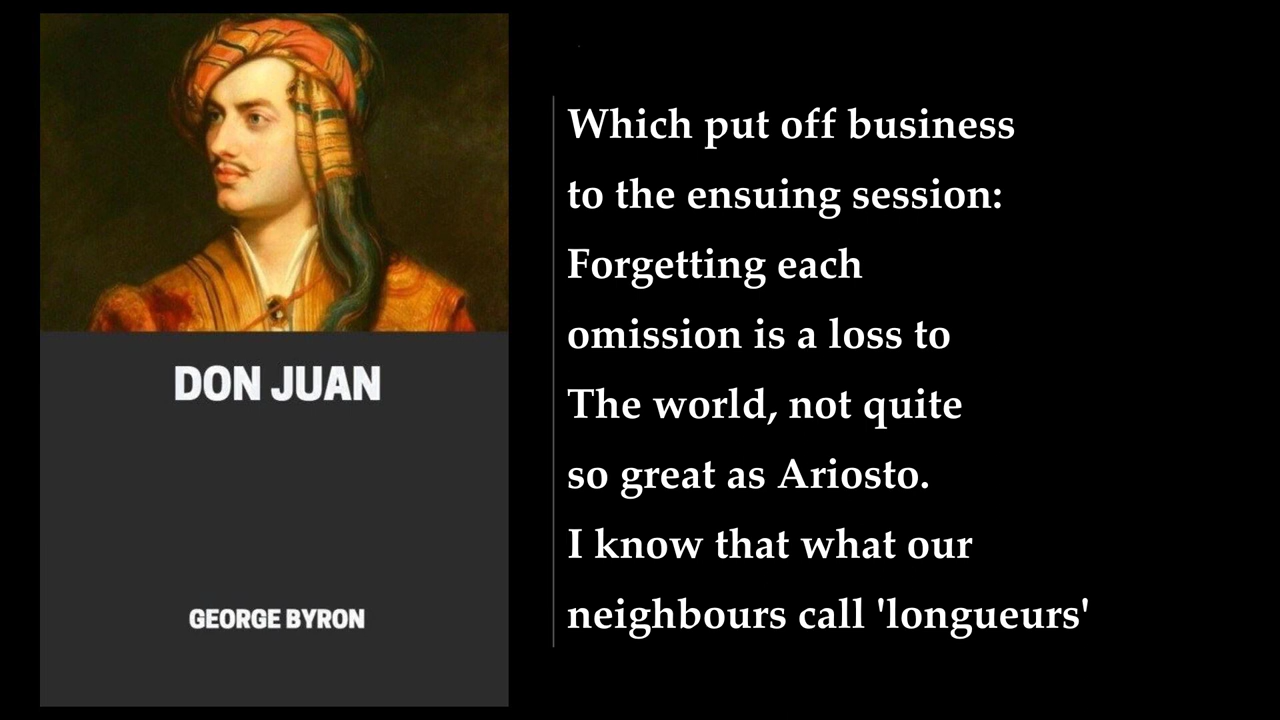 DON JUAN
GEORGE BYRON
Which put off business
to the ensuing session:
Forgetting each
omission is a loss to
The world, not quite
so great as Ariosto.
I know that what our
neighbours call 'longueurs'